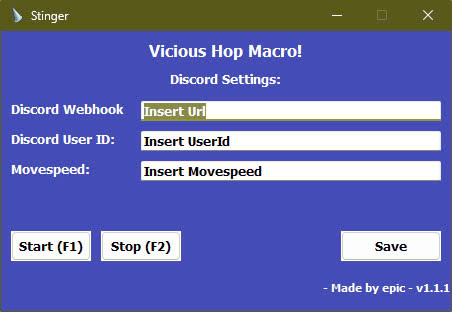 Stinger
Vicious Hop Macro!
Discord Settings:
Discord Webhook Insert Url
Discord User ID: Insert UserId
Movespeed: Insert Movespeed
Start (F1) Stop (F2) Save
- Made by epic - v1.1.1